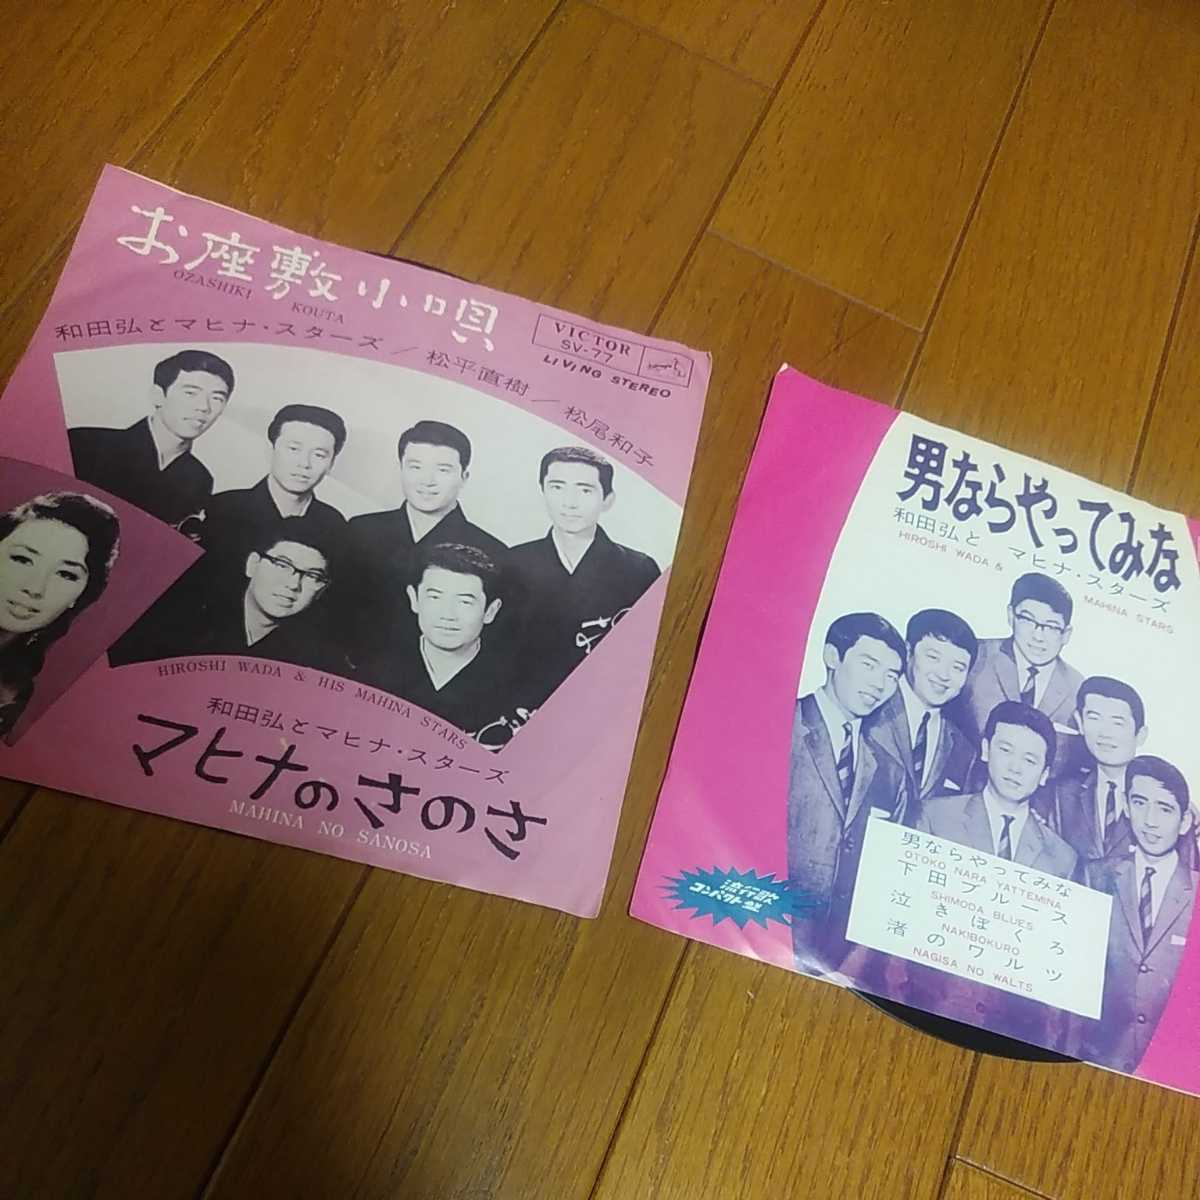 お座敷小唄
OZASHIKI KOUTA
VICTOR
SV-77
LIVING STEREO
和田弘とマヒナ・スターズ / 松平直樹 / 松尾和子
HIROSHI WADA & HIS MAHINA STARS
和田弘とマヒナ・スターズ
マヒナのさのさ
MAHINA NO SANOSA
男ならやってみな
和田弘と マヒナ・スターズ
HIROSHI WADA & MAHINA STARS
男ならやってみな
OTOKO NARA YATTEMINA
下田ブルース
SHIMODA BLUES
泣きぼくろ
NAKIBOKURO
渚のワルツ
NAGISA NO WALTS
流行歌
コンパクト盤